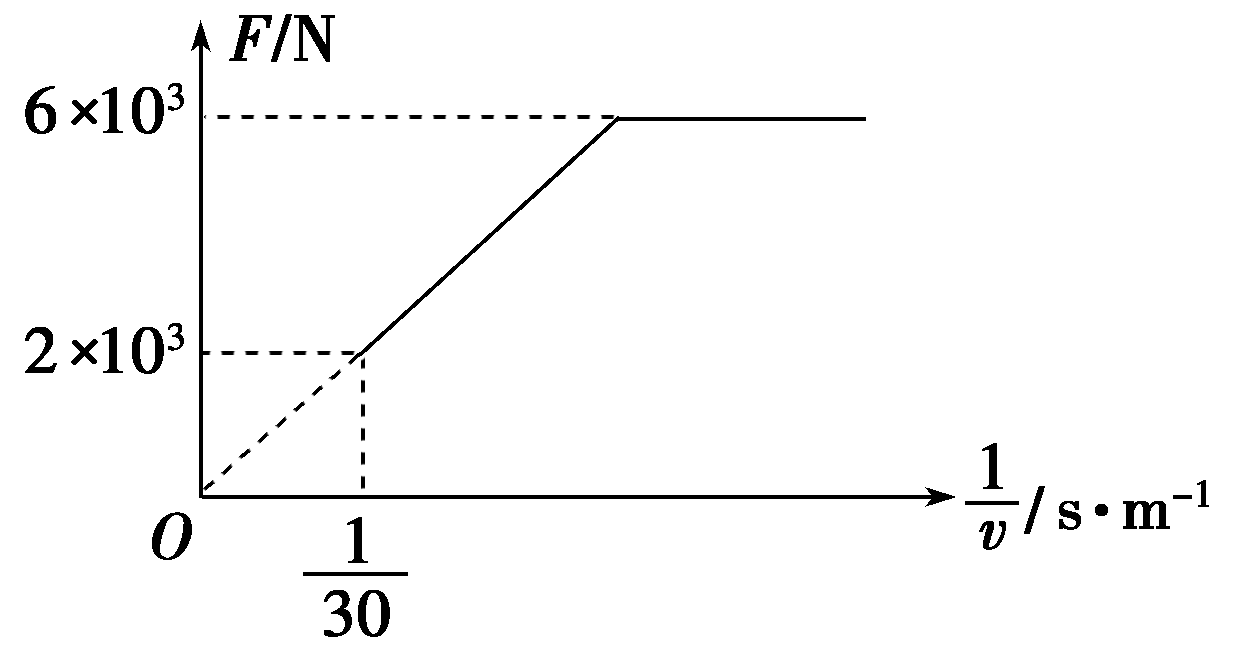 F/N
6×10³
2×10³
O
1/30
1/v / s·m⁻¹